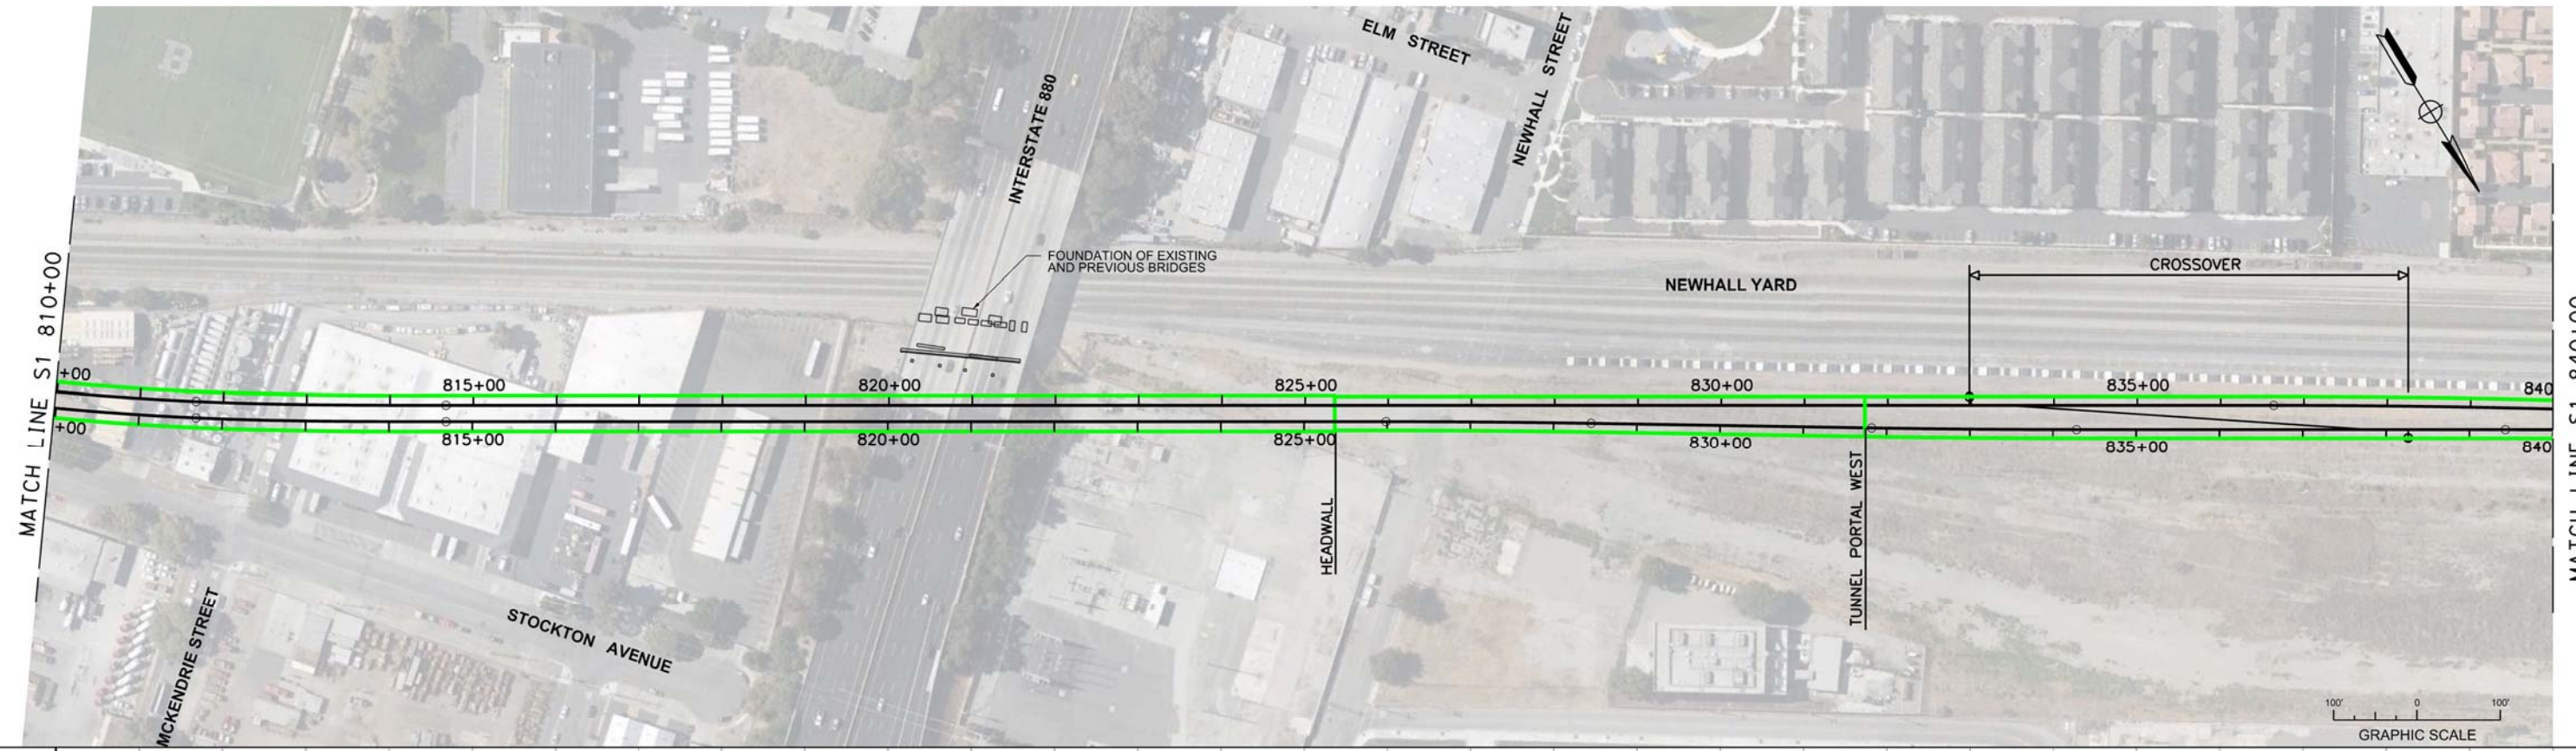 B
ELM STREET
NEWHALL STREET
INTERSTATE 880
MATCH LINE S1 810+00
FOUNDATION OF EXISTING
AND PREVIOUS BRIDGES
NEWHALL YARD
CROSSOVER
+00
815+00
820+00
825+00
830+00
835+00
840
+00
815+00
820+00
825+00
830+00
835+00
840
HEADWALL
TUNNEL PORTAL WEST
MCKENDRIE STREET
STOCKTON AVENUE
100'
0
100'
GRAPHIC SCALE